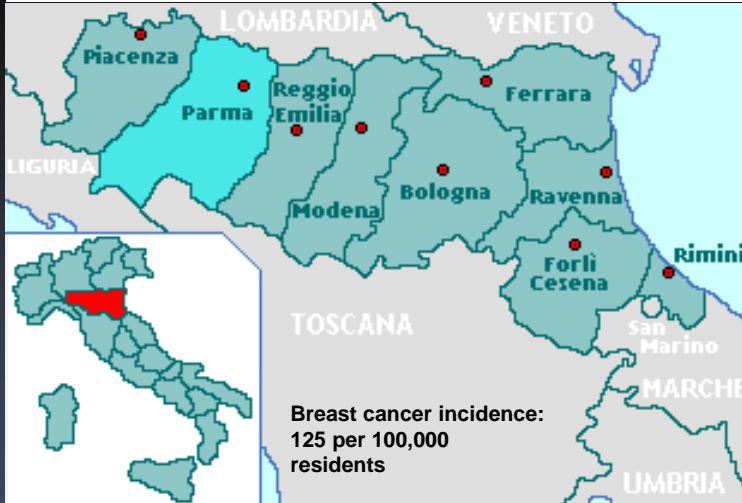 LOMBARDIA
VENETO
Piacenza
Parma
Reggio
Emilia
Ferrara
LIGURIA
Modena
Bologna
Ravenna
Forlì
Cesena
Rimini
TOSCANA
San
Marino
MARCHE
UMBRIA
Breast cancer incidence:
125 per 100,000
residents